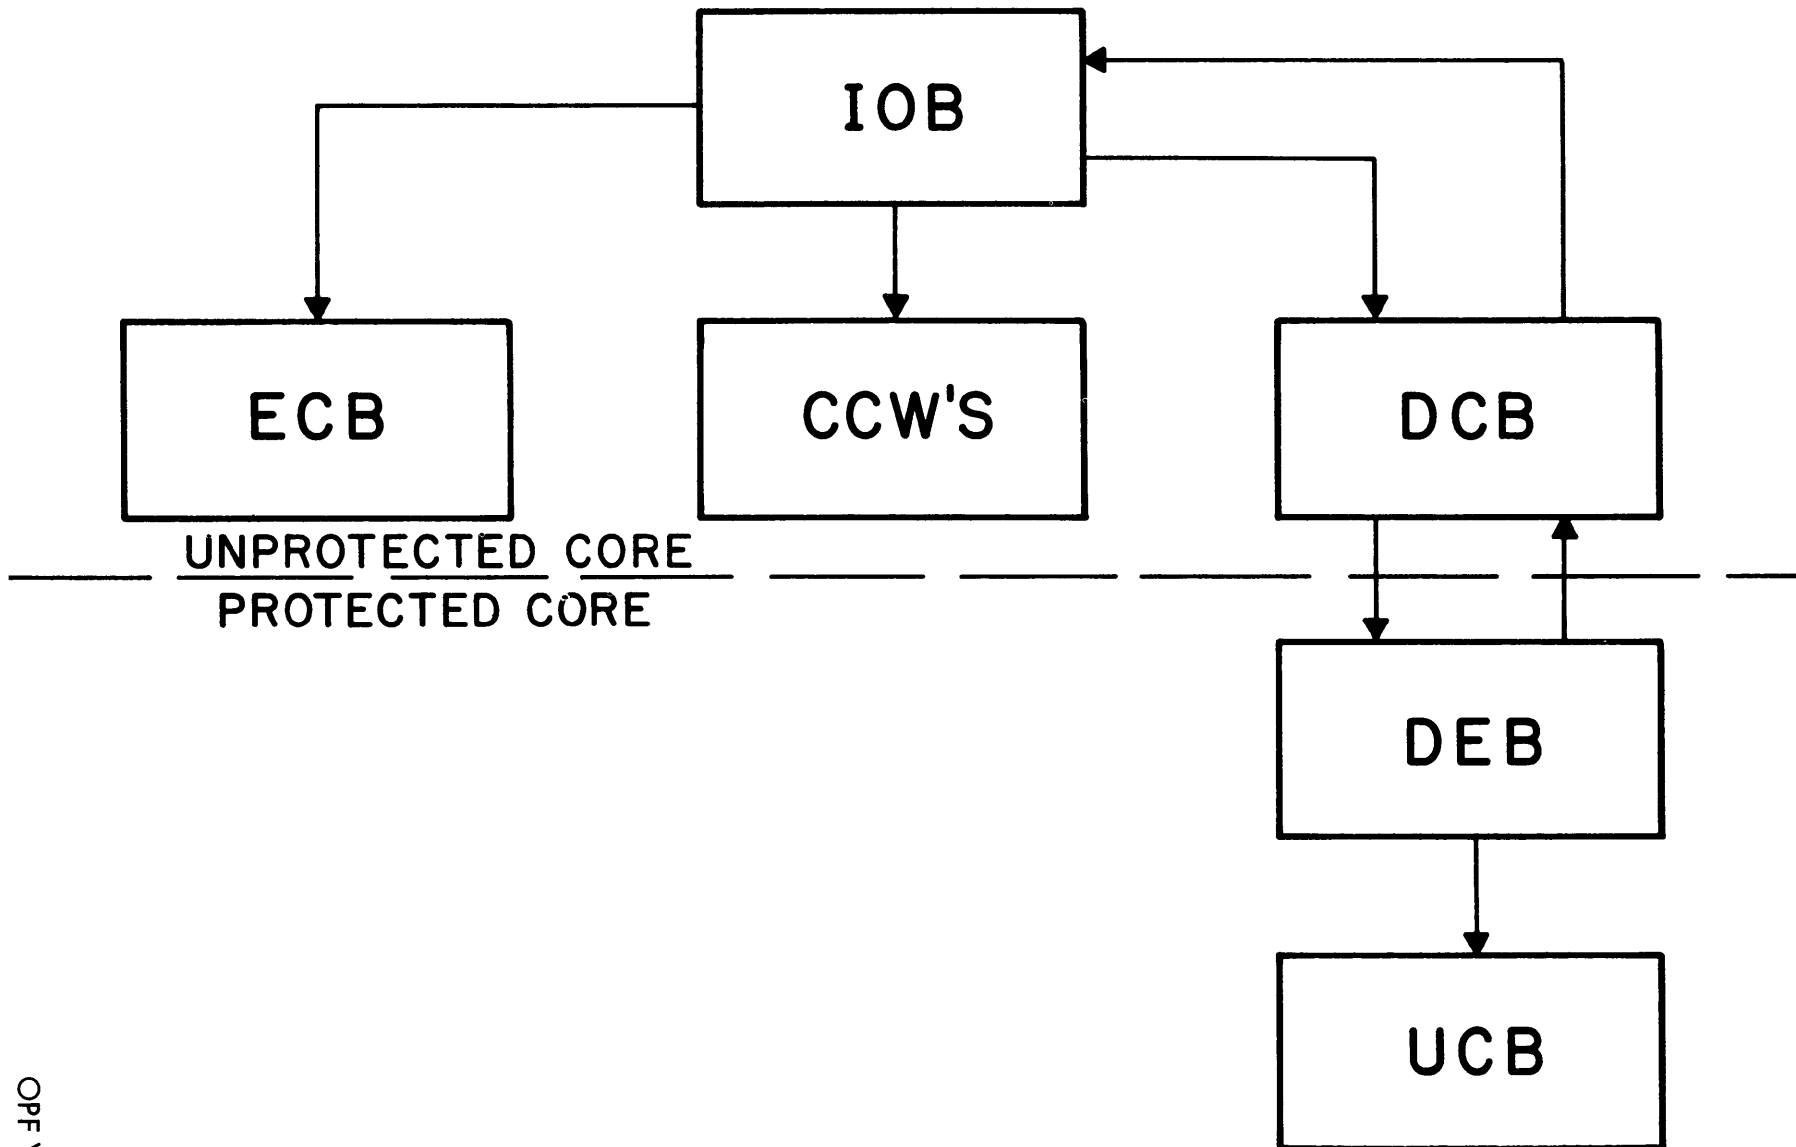 IOB
ECB
CCW'S
DCB
UNPROTECTED CORE
PROTECTED CORE
DEB
UCB